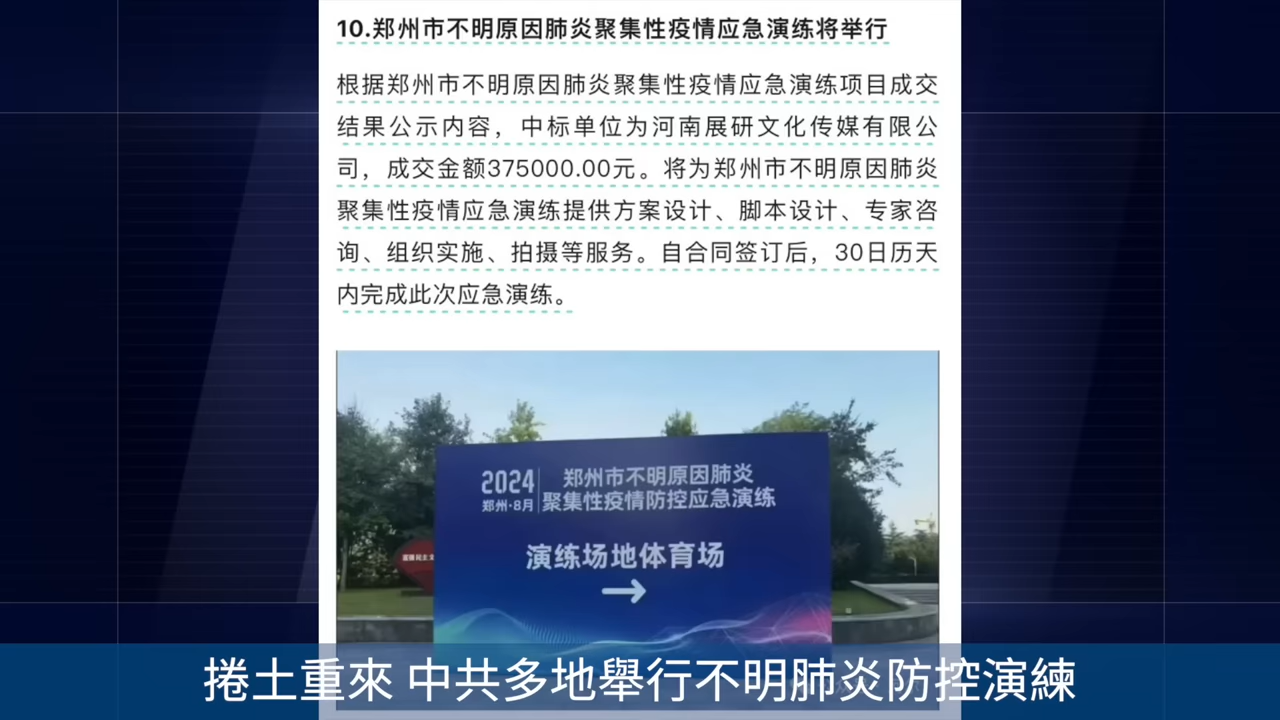 10.郑州市不明原因肺炎聚集性疫情应急演练将举行
根据郑州市不明原因肺炎聚集性疫情应急演练项目成交
结果公示内容，中标单位为河南展研文化传媒有限公
司，成交金额375000.00元。将为郑州市不明原因肺炎
聚集性疫情应急演练提供方案设计、脚本设计、专家咨
询、组织实施、拍摄等服务。自合同签订后，30日历天
内完成此次应急演练。
2024
郑州·8月
郑州市不明原因肺炎
聚集性疫情防控应急演练
演练场地体育场
捲土重來 中共多地舉行不明肺炎防控演練